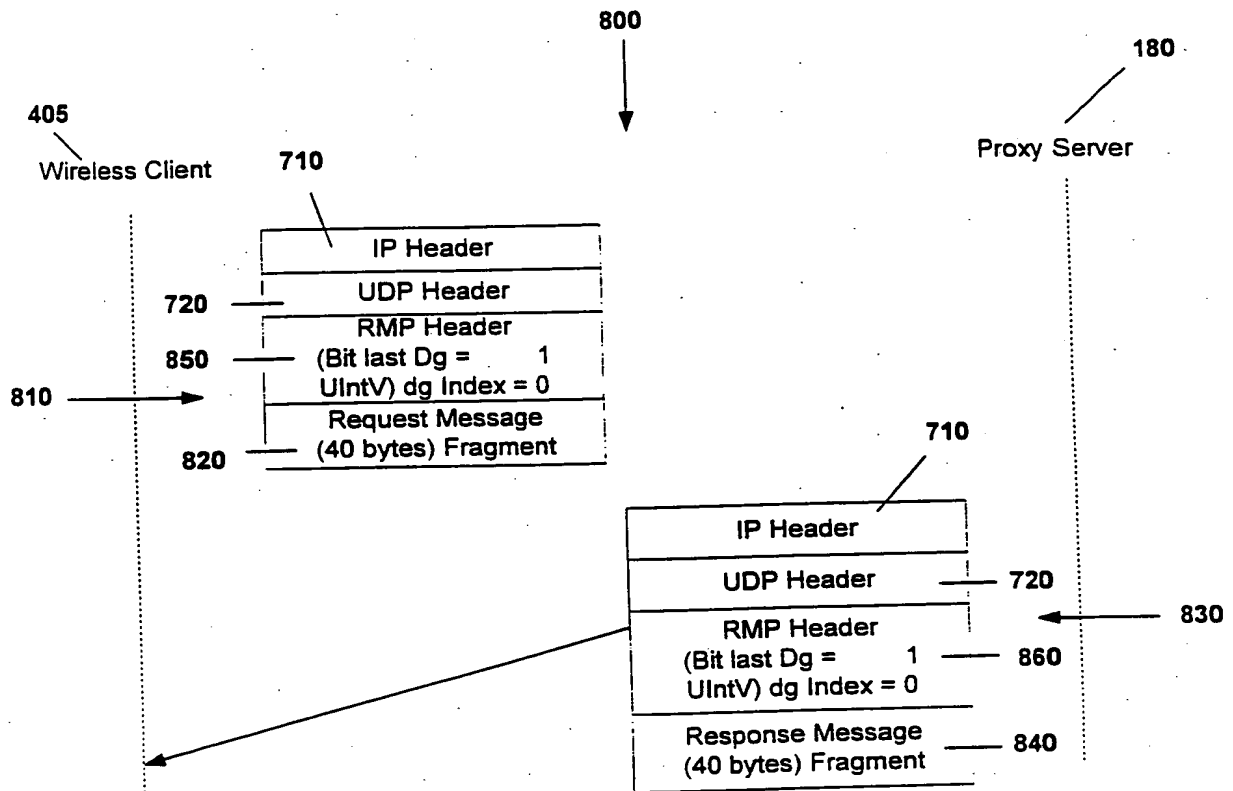 800
180
405
Wireless Client
710
Proxy Server
IP Header
720
UDP Header
RMP Header
850
(Bit last Dg = 1
810
UIntV) dg Index = 0
Request Message
820
(40 bytes) Fragment
710
IP Header
UDP Header
720
RMP Header
830
(Bit last Dg = 1
860
UIntV) dg Index = 0
Response Message
840
(40 bytes) Fragment